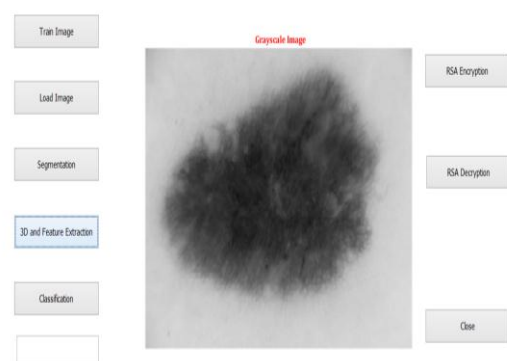 Train Image
Grayscale Image
RSA Encryption
Load Image
Segmentation
RSA Decryption
3D and Feature Extraction
Classification
Close